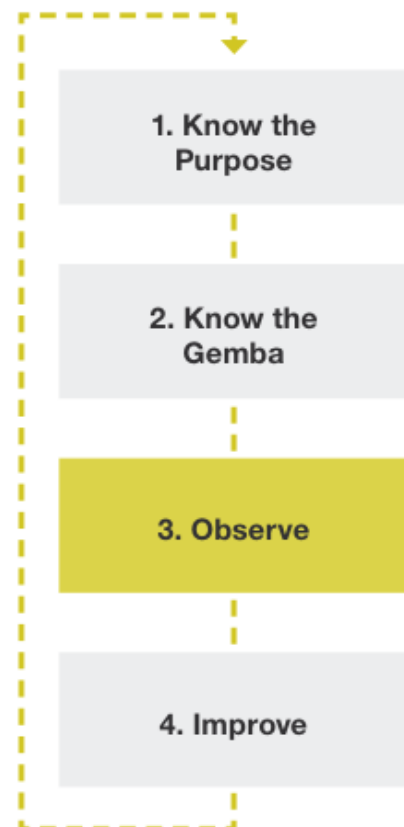 1. Know the
Purpose
2. Know the
Gemba
3. Observe
4. Improve